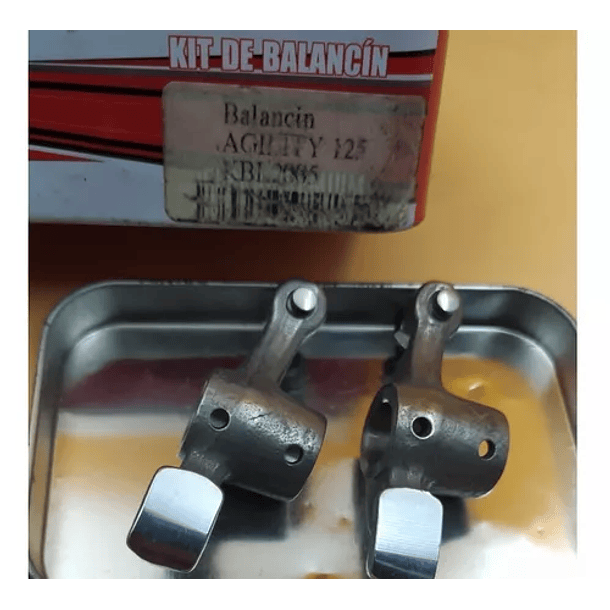 KIT DE BALANCÍN
Balancin
AGILITY 125
KBL2005